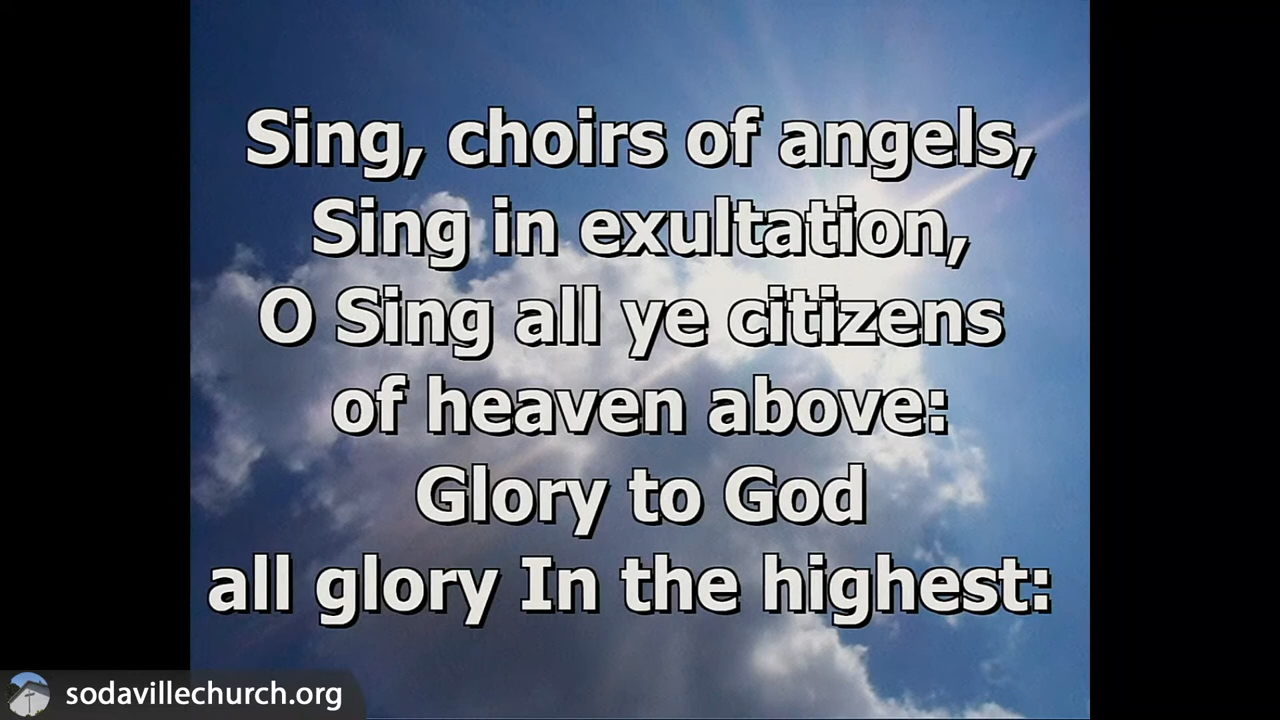 Sing, choirs of angels,
Sing in exultation,
O Sing all ye citizens
of heaven above:
Glory to God
all glory In the highest:
sodavillechurch.org